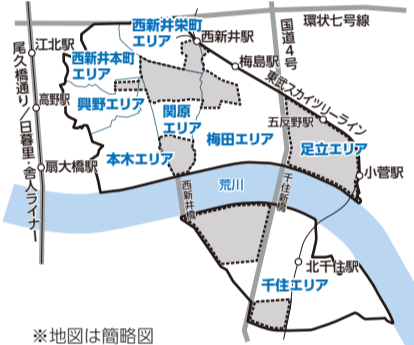 環状七号線
国道4号
西新井栄町
エリア
西新井駅
江北駅
西新井本町
エリア
梅島駅
東武スカイツリーライン
尾久橋通り/日暮里・舎人ライナー
高野駅
興野エリア
関原
エリア
五反野駅
梅田エリア
足立エリア
本木エリア
扇大橋駅
小菅駅
荒川
西新井橋
千住新橋
北千住駅
千住エリア
※地図は簡略図